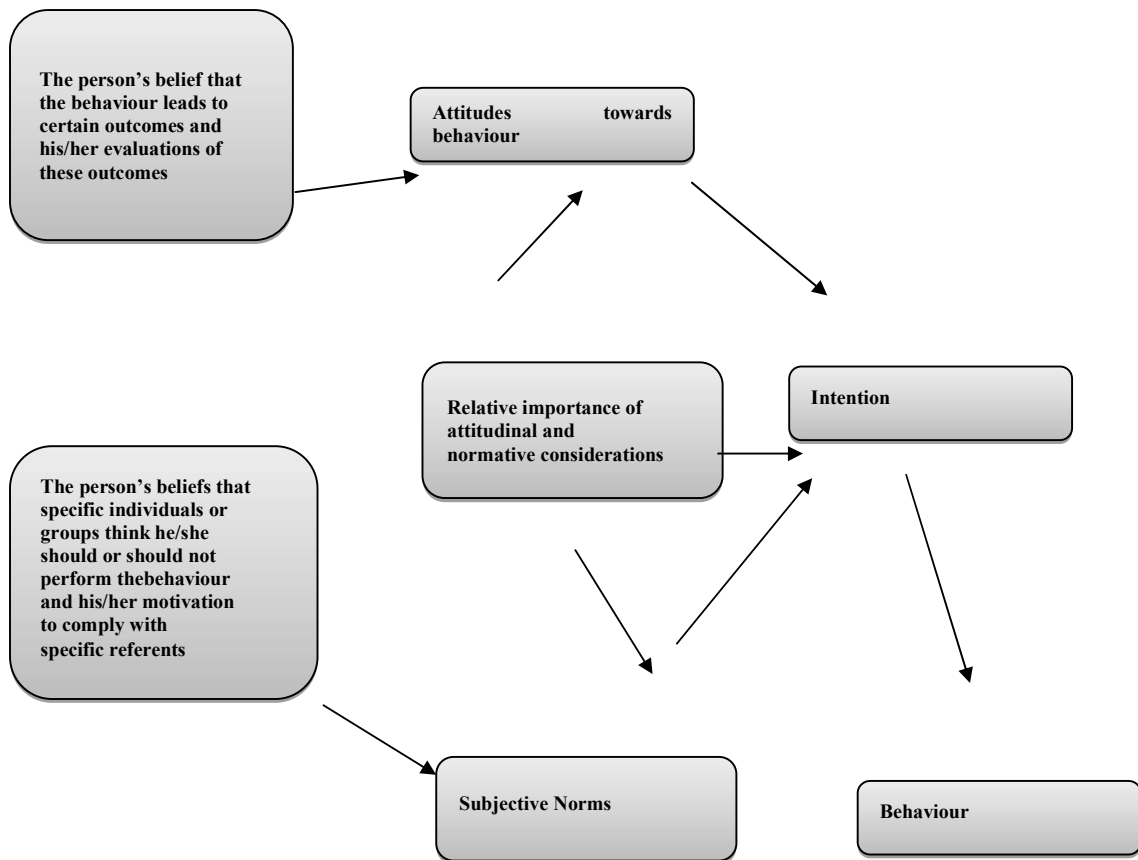 The person’s belief that
the behaviour leads to
certain outcomes and
his/her evaluations of
these outcomes
Attitudes towards
behaviour
Relative importance of
attitudinal and
normative considerations
Intention
The person’s beliefs that
specific individuals or
groups think he/she
should or should not
perform thebehaviour
and his/her motivation
to comply with
specific referents
Subjective Norms
Behaviour